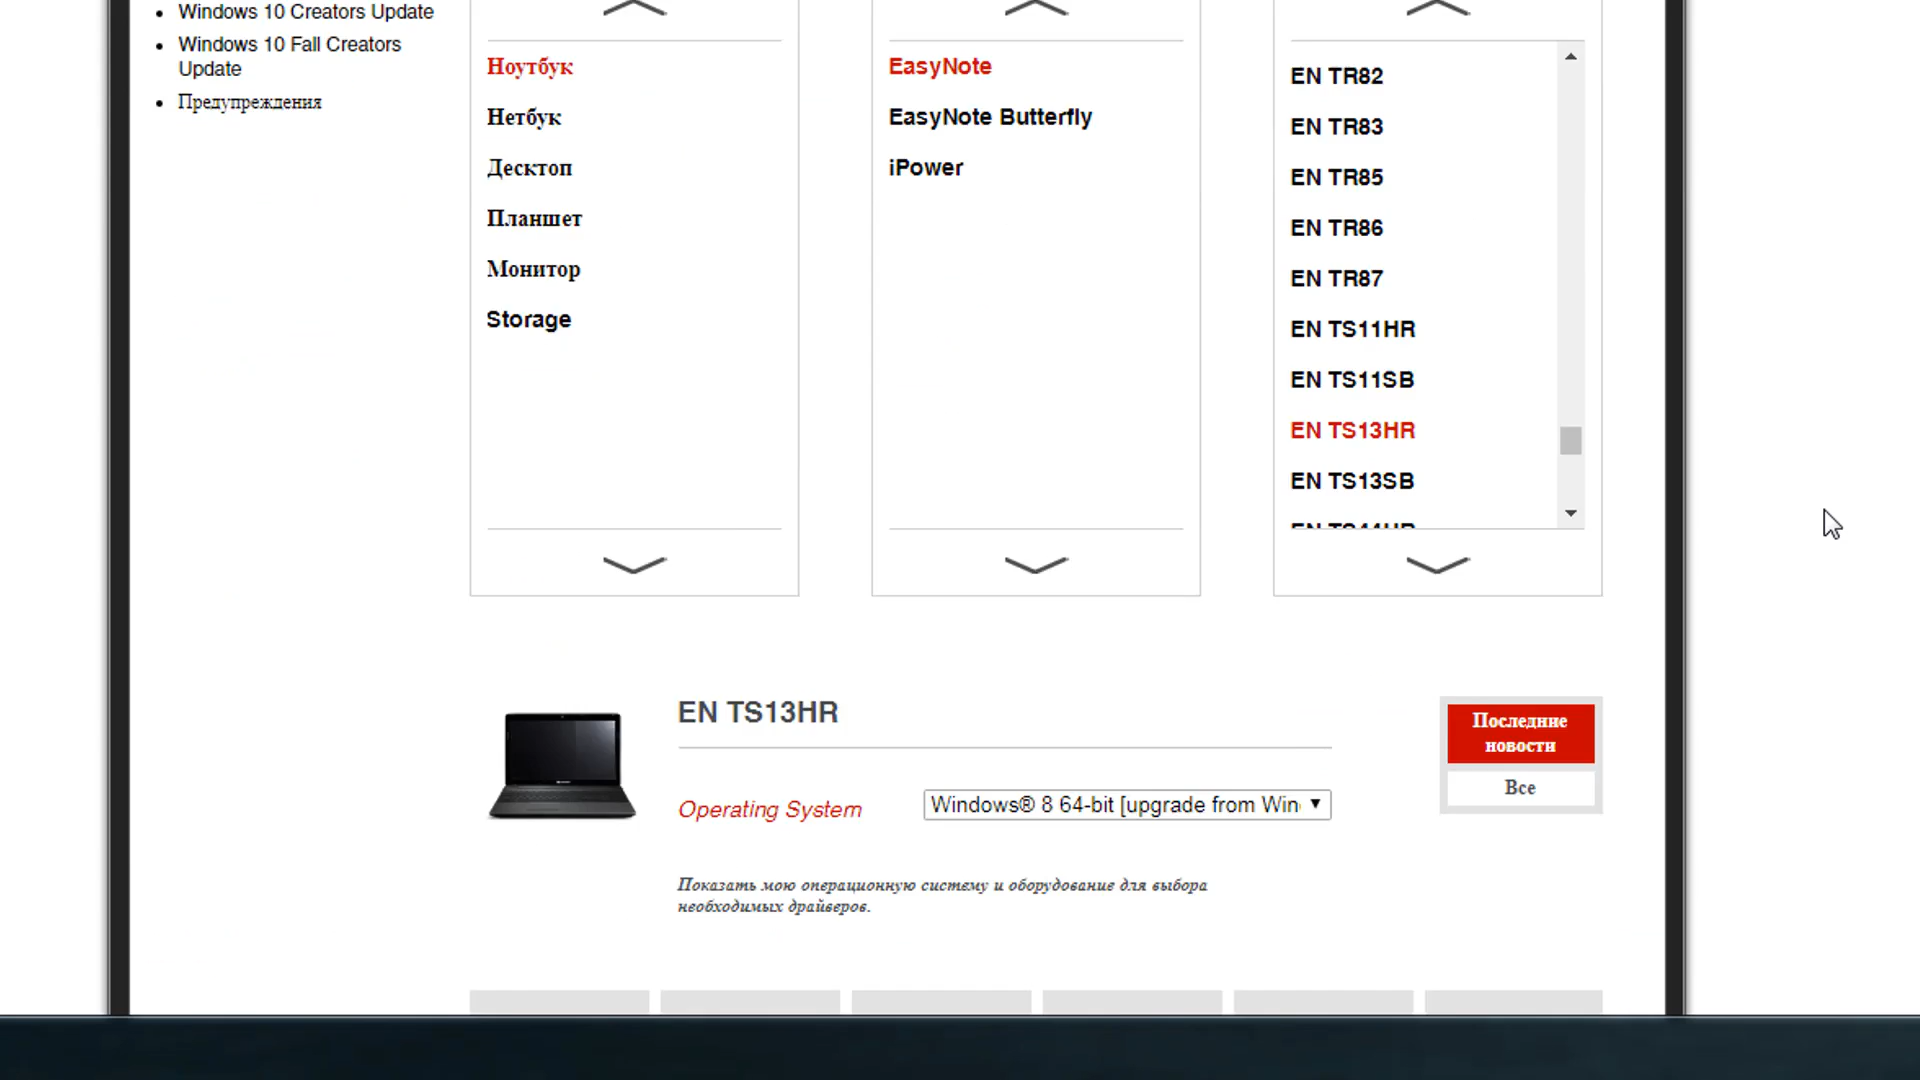 Windows 10 Creators Update
Windows 10 Fall Creators
Update
Предупреждения
Ноутбук
Нетбук
Десктоп
Планшет
Монитор
Storage
EasyNote
EasyNote Butterfly
iPower
EN TR82
EN TR83
EN TR85
EN TR86
EN TR87
EN TS11HR
EN TS11SB
EN TS13HR
EN TS13SB
EN TS13HR
Operating System
Windows® 8 64-bit [upgrade from Win
Показать мою операционную систему и оборудование для выбора
необходимых драйверов.
Последние
новости
Все